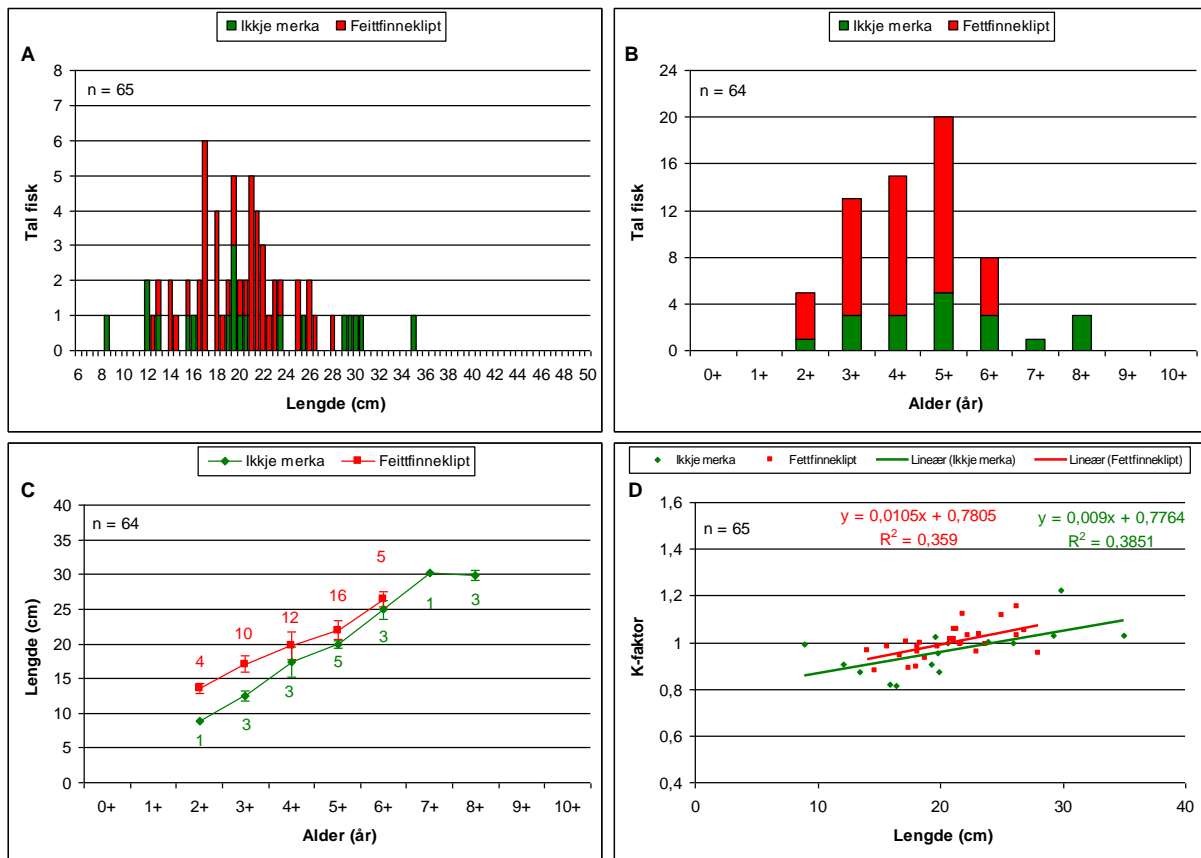 Ikkje merka Feittfinneklipt
A
n = 65
Tal fisk
8
7
6
5
4
3
2
1
0
6 8 10 12 14 16 18 20 22 24 26 28 30 32 34 36 38 40 42 44 46 48 50
Lengde (cm)
Ikkje merka Feittfinneklipt
B
n = 64
Tal fisk
24
20
16
12
8
4
0
0+ 1+ 2+ 3+ 4+ 5+ 6+ 7+ 8+ 9+ 10+
Alder (år)
Ikkje merka Feittfinneklipt
C
n = 64
Lengde (cm)
40
35
30
25
20
15
10
5
0
4 10 12 16 5
1 3 3 5 3 1 3
0+ 1+ 2+ 3+ 4+ 5+ 6+ 7+ 8+ 9+ 10+
Alder (år)
Ikkje merka Fettfinneklipt Lineær (Ikkje merka) Lineær (Fettfinneklipt)
D
n = 65
y = 0,0105x + 0,7805
R² = 0,359
y = 0,009x + 0,7764
R² = 0,3851
K-faktor
1,6
1,4
1,2
1
0,8
0,6
0,4
0 10 20 30 40
Lengde (cm)